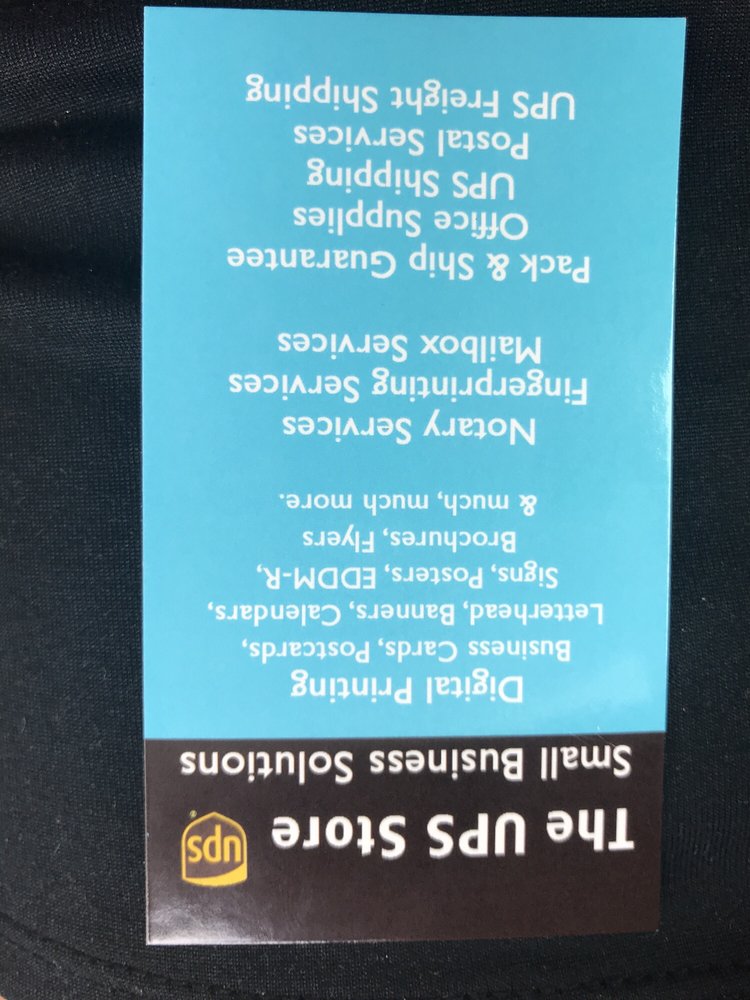 The UPS Store
ups
Small Business Solutions
Digital Printing
Business Cards, Postcards,
Letterhead, Banners, Calendars,
Signs, Posters, EDDM-R,
Brochures, Flyers
& much, much more.
Notary Services
Fingerprinting Services
Mailbox Services
Pack & Ship Guarantee
Office Supplies
UPS Shipping
Postal Services
UPS Freight Shipping